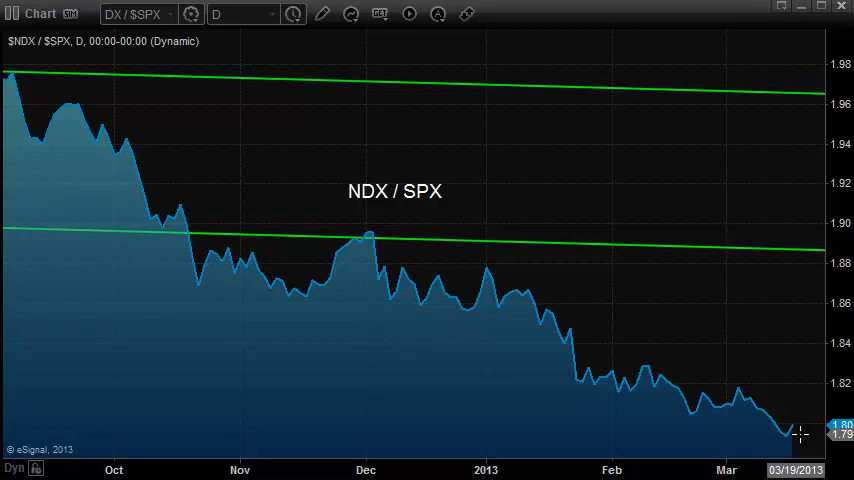 Chart SIM DX / $SPX D GET A
$NDX / $SPX, D, 00:00-00:00 (Dynamic)
1.98
1.96
1.94
1.92
NDX / SPX
1.90
1.88
1.86
1.84
1.82
1.80
1.79
© eSignal, 2013
Dyn Oct Nov Dec 2013 Feb Mar 03/19/2013